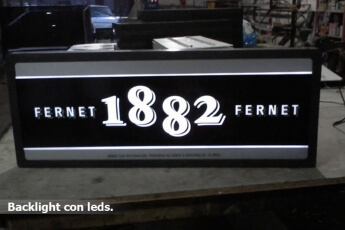 FERNET 1882 FERNET
Backlight con leds.